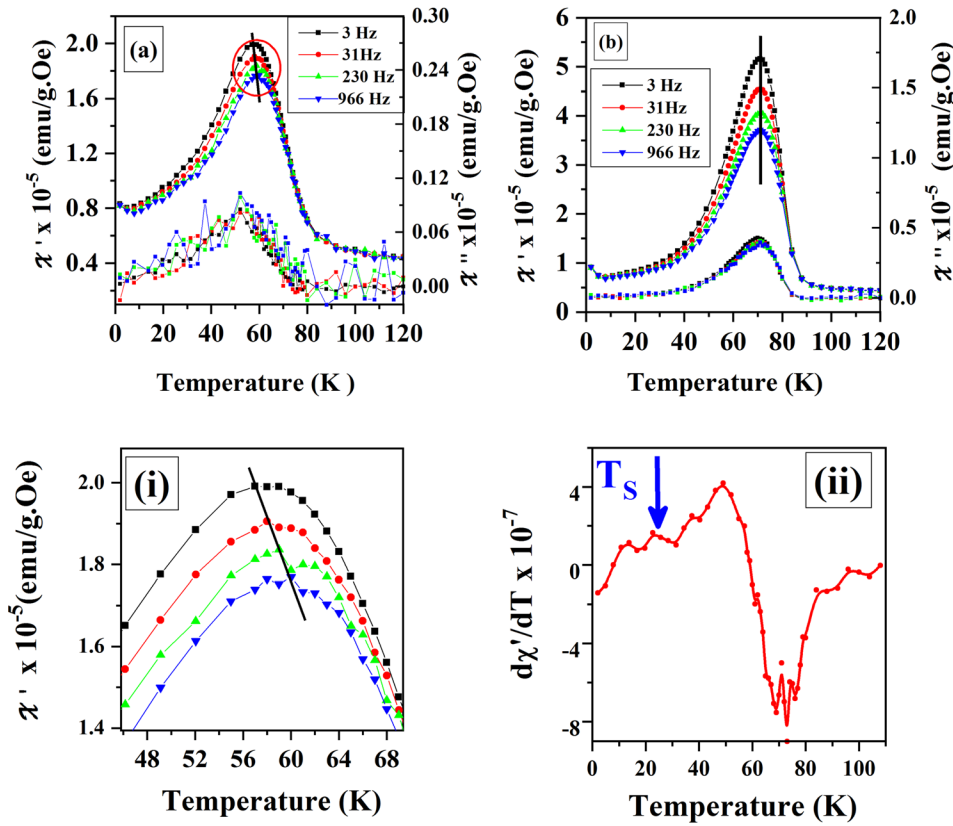 (a)
3 Hz
31Hz
230 Hz
966 Hz
2.0
1.6
1.2
0.8
0.4
0.30
0.24
0.18
0.12
0.06
0.00
0 20 40 60 80 100 120
χ ' x 10-5 (emu/g.Oe)
χ " x10-5 (emu/g.Oe)
Temperature (K )
(b)
3 Hz
31Hz
230 Hz
966 Hz
6
5
4
3
2
1
0
2.0
1.5
1.0
0.5
0.0
0 20 40 60 80 100 120
χ ' x 10-5 (emu/g.Oe)
χ " x10-5 (emu/g.Oe)
Temperature (K)
(i)
2.0
1.8
1.6
1.4
48 52 56 60 64 68
χ ' x 10-5(emu/g.Oe)
Temperature (K)
TS
(ii)
4
0
-4
-8
0 20 40 60 80 100
dχ'/dT x 10-7
Temperature (K)